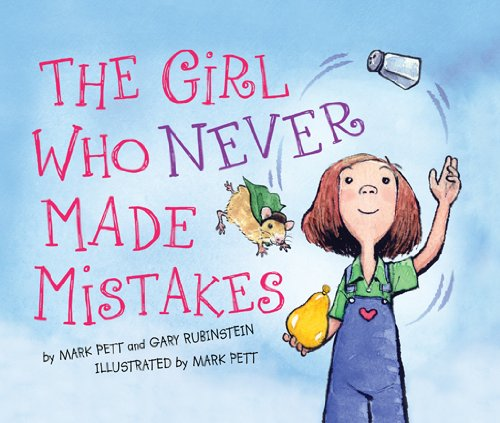 THE GiRL
WHO NEVER
MADE
MiSTAKES
by MARK PETT and GARY RUBINSTEIN
ILLUSTRATED by MARK PETT